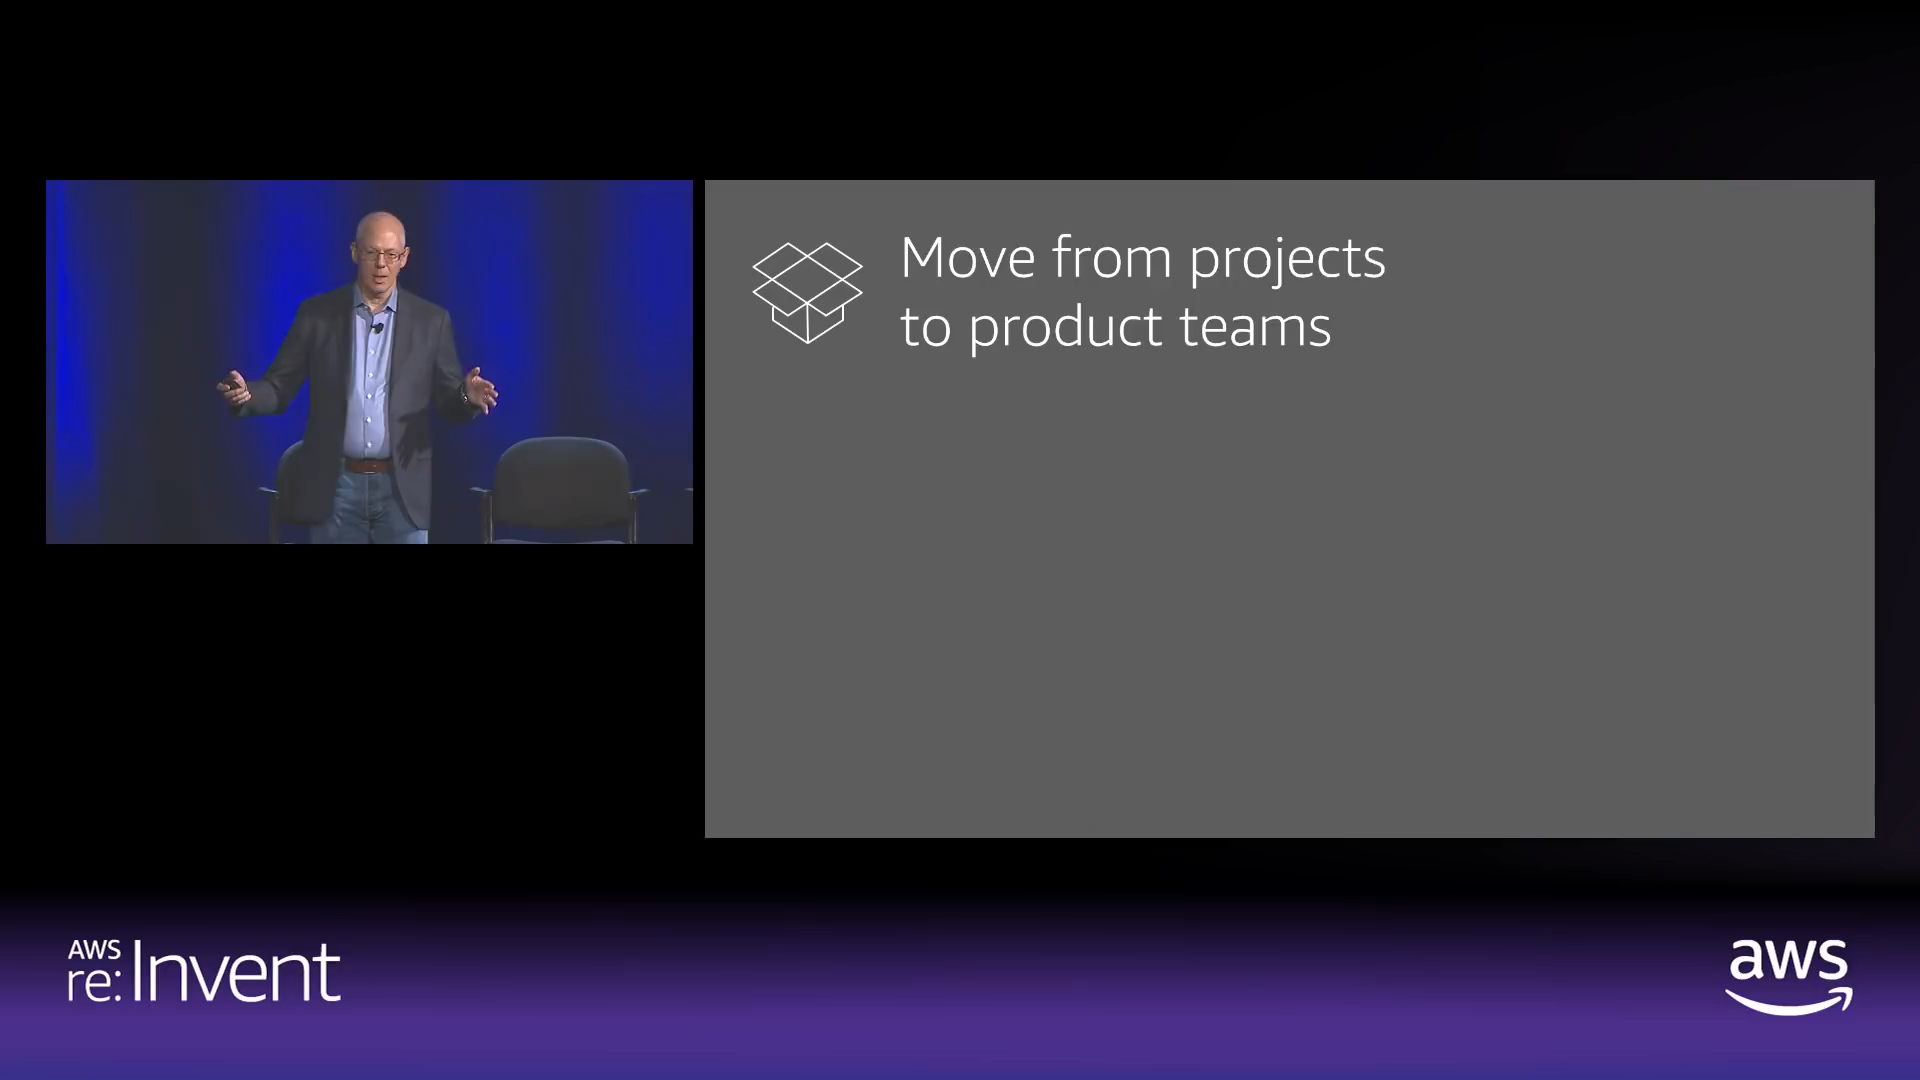 Move from projects
to product teams
AWS
re:Invent
aws